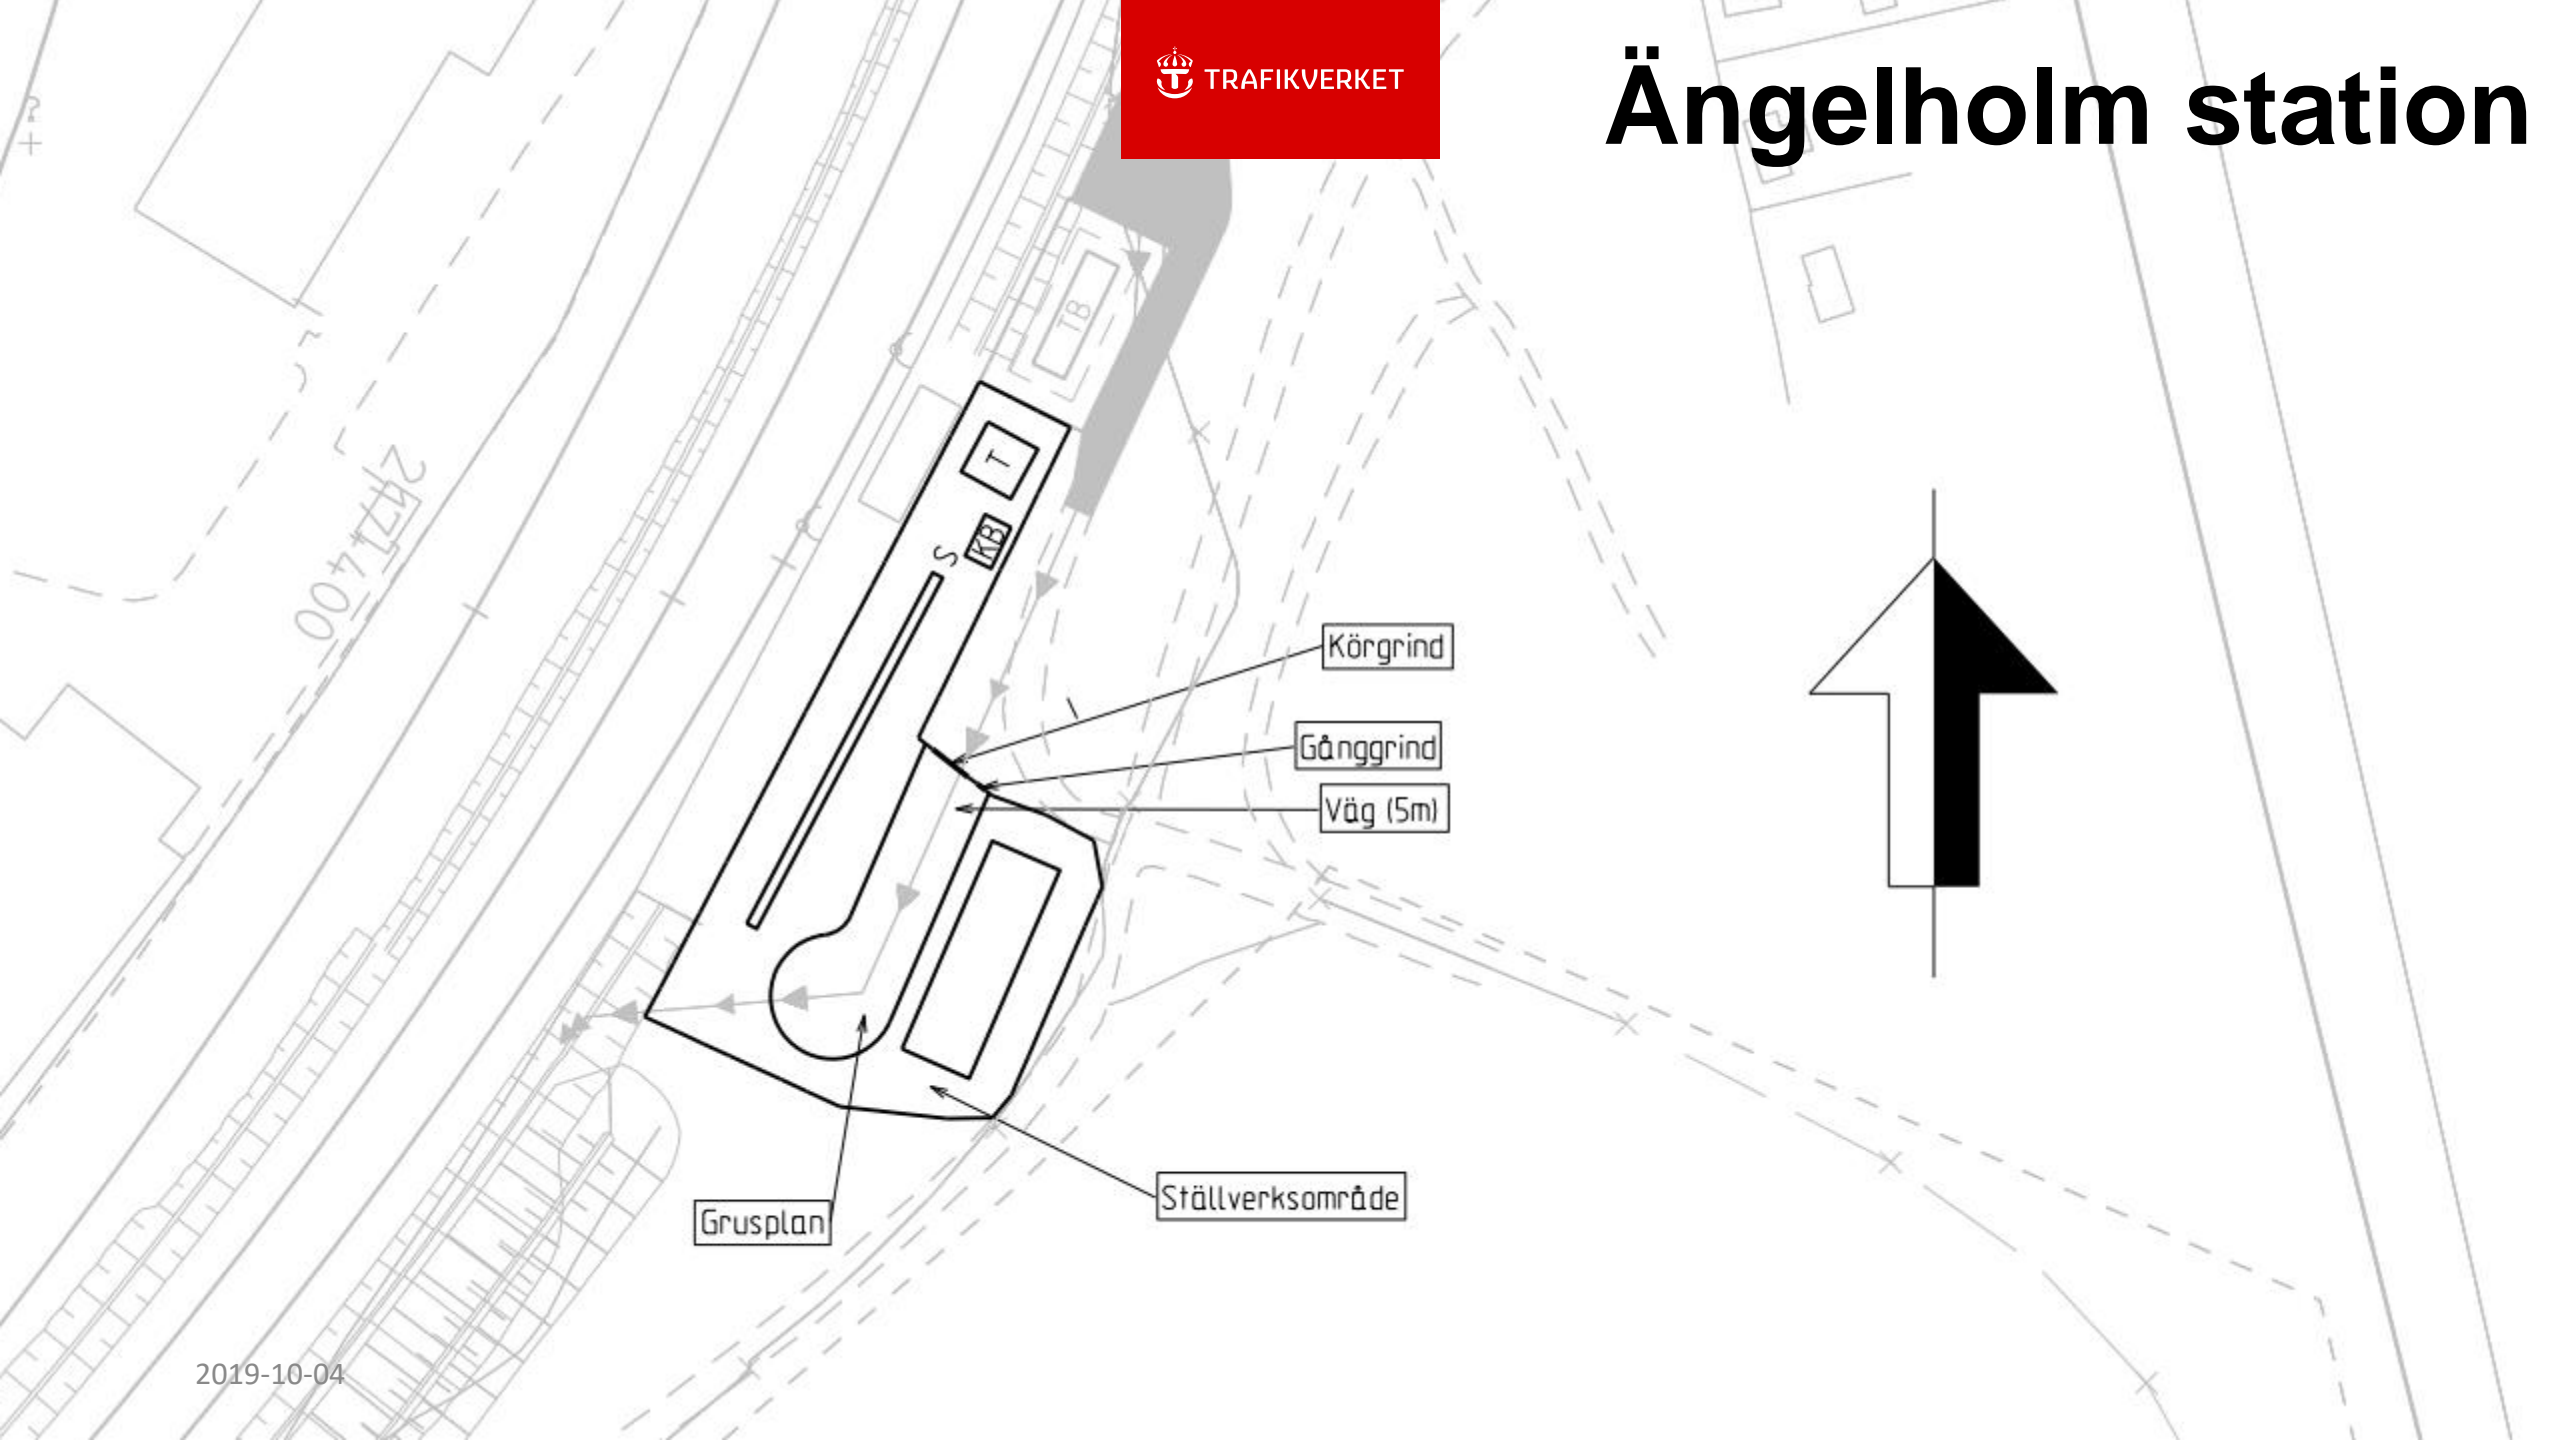 TRAFIKVERKET
Ängelholm station
?
TB
T
KB
S
Körgrind
Gånggrind
Väg (5m)
Ställverksområde
Grusplan
2019-10-04